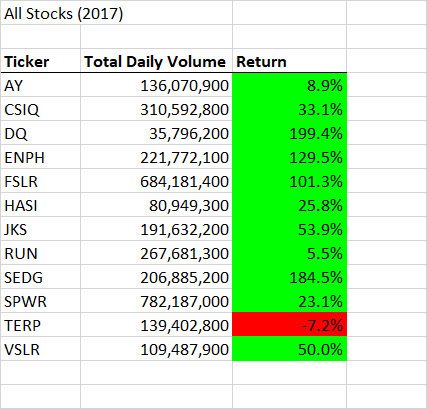 All Stocks (2017)
Ticker Total Daily Volume Return
AY 136,070,900 8.9%
CSIQ 310,592,800 33.1%
DQ 35,796,200 199.4%
ENPH 221,772,100 129.5%
FSLR 684,181,400 101.3%
HASI 80,949,300 25.8%
JKS 191,632,200 53.9%
RUN 267,681,300 5.5%
SEDG 206,885,200 184.5%
SPWR 782,187,000 23.1%
TERP 139,402,800 -7.2%
VSLR 109,487,900 50.0%